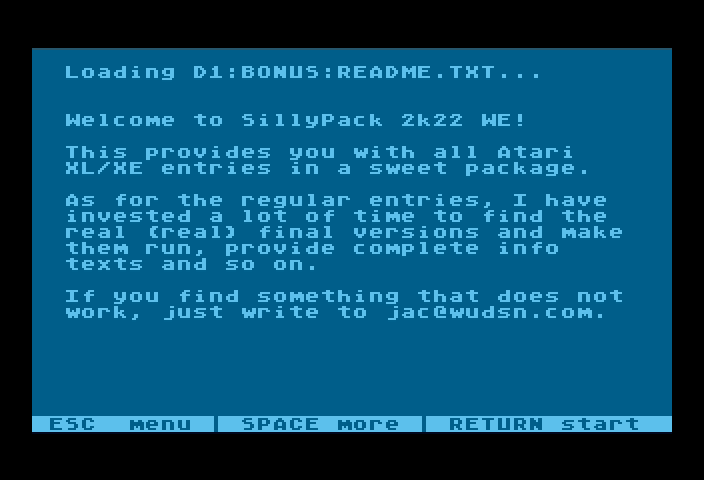 Loading D1:BONUS:README.TXT...
Welcome to SillyPack 2k22 WE!
This provides you with all Atari
XL/XE entries in a sweet package.
As for the regular entries, I have
invested a lot of time to find the
real (real) final versions and make
them run, provide complete info
texts and so on.
If you find something that does not
work, just write to jac@wudsn.com.
ESC menu | SPACE more | RETURN start